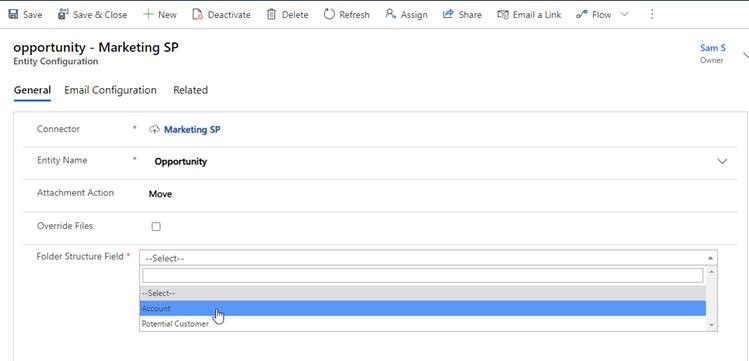 Save Save & Close New Deactivate Delete Refresh Assign Share Email a Link Flow
opportunity - Marketing SP
Entity Configuration
Sam S
Owner
General Email Configuration Related
Connector * Marketing SP
Entity Name * Opportunity
Attachment Action Move
Override Files
Folder Structure Field * --Select--
--Select--
Account
Potential Customer